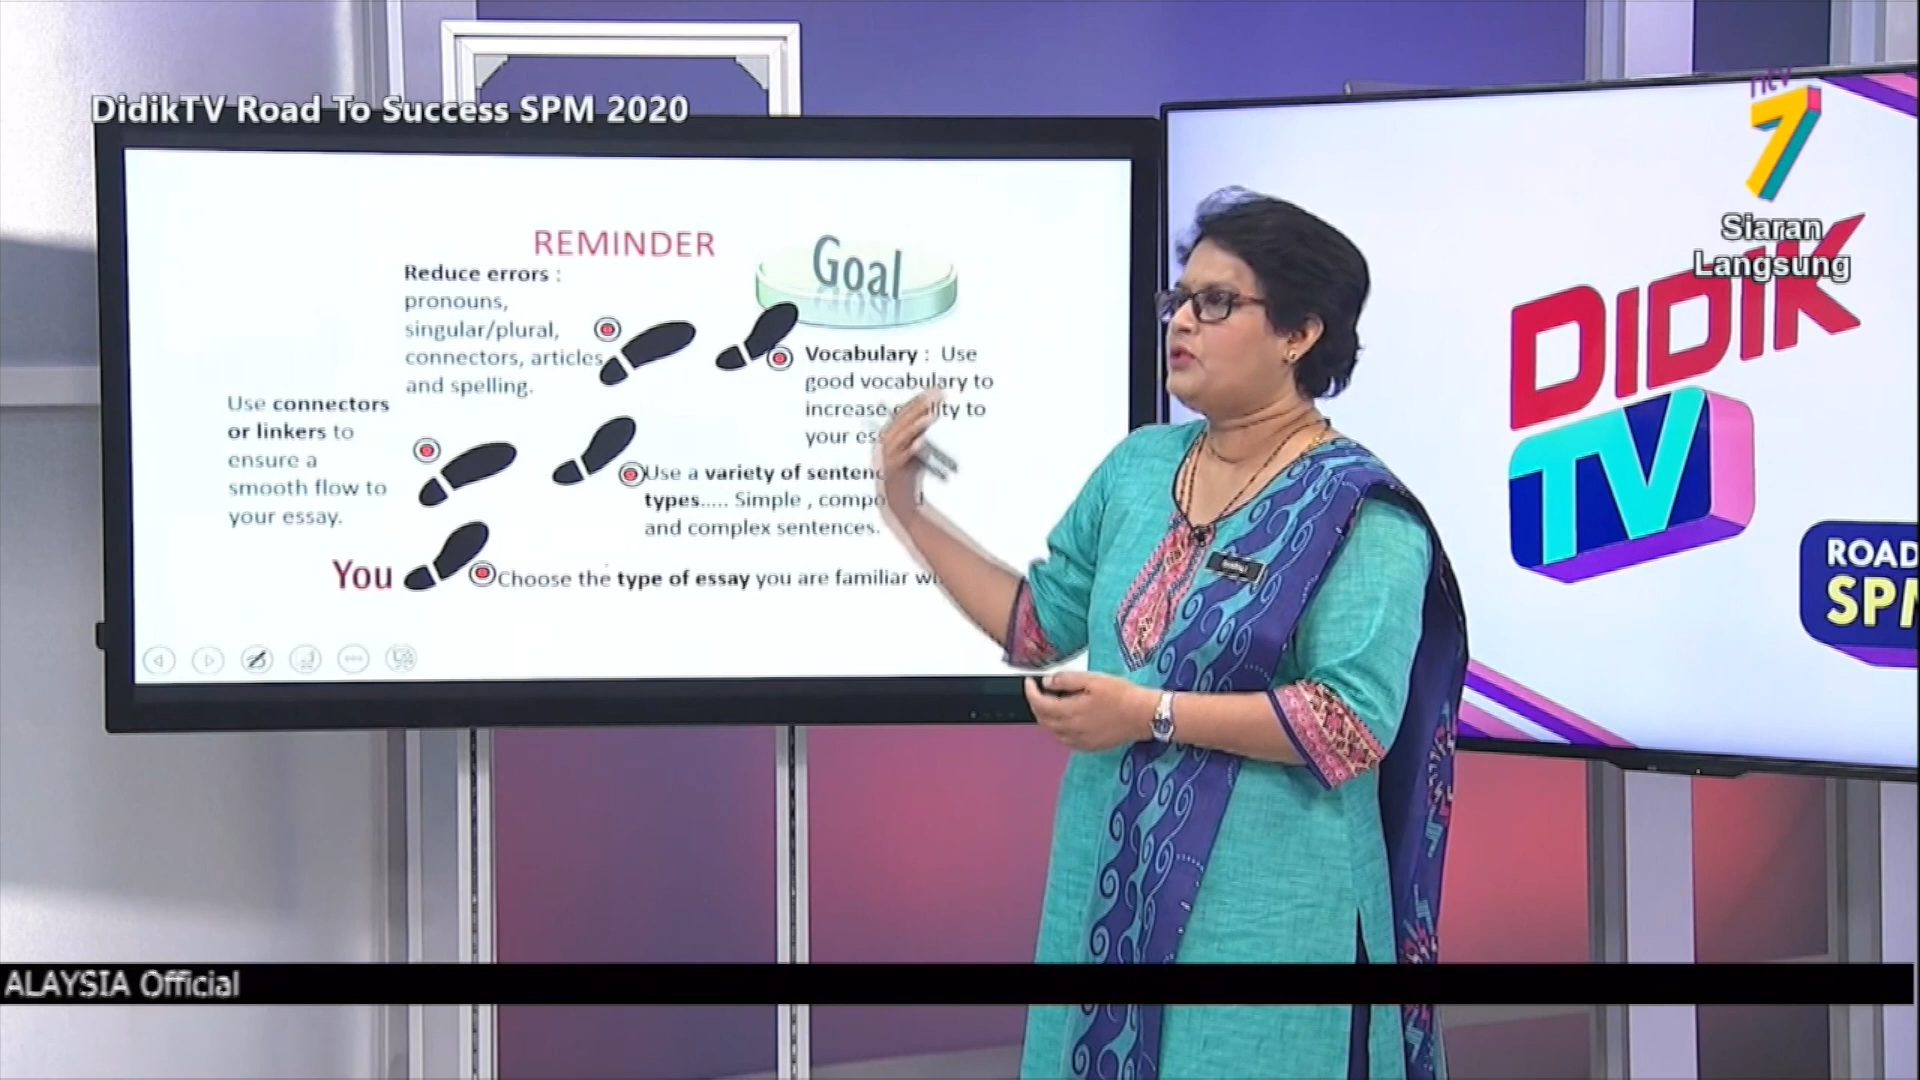 DidikTV Road To Success SPM 2020
ntv
7
Siaran
Langsung
REMINDER
Goal
Reduce errors :
pronouns,
singular/plural,
connectors, articles
and spelling.
Vocabulary : Use
good vocabulary to
increase quality to
your
Use connectors
or linkers to
ensure a
smooth flow to
your essay.
Use a variety of
types..... Simple ,
and complex sentences.
You
Choose the type of essay you are familiar
DIDIK
TV
ROAD
SPM
ALAYSIA Official